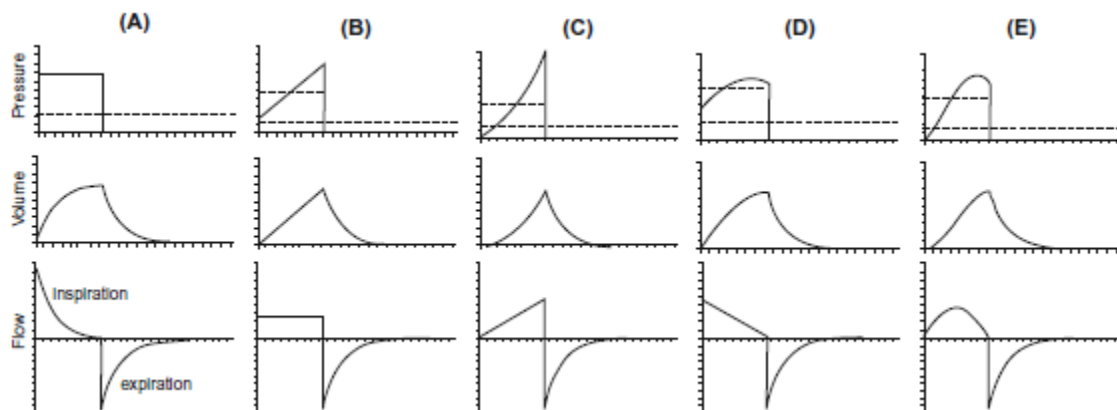 (A) (B) (C) (D) (E)
Pressure
Volume
Flow
inspiration
expiration